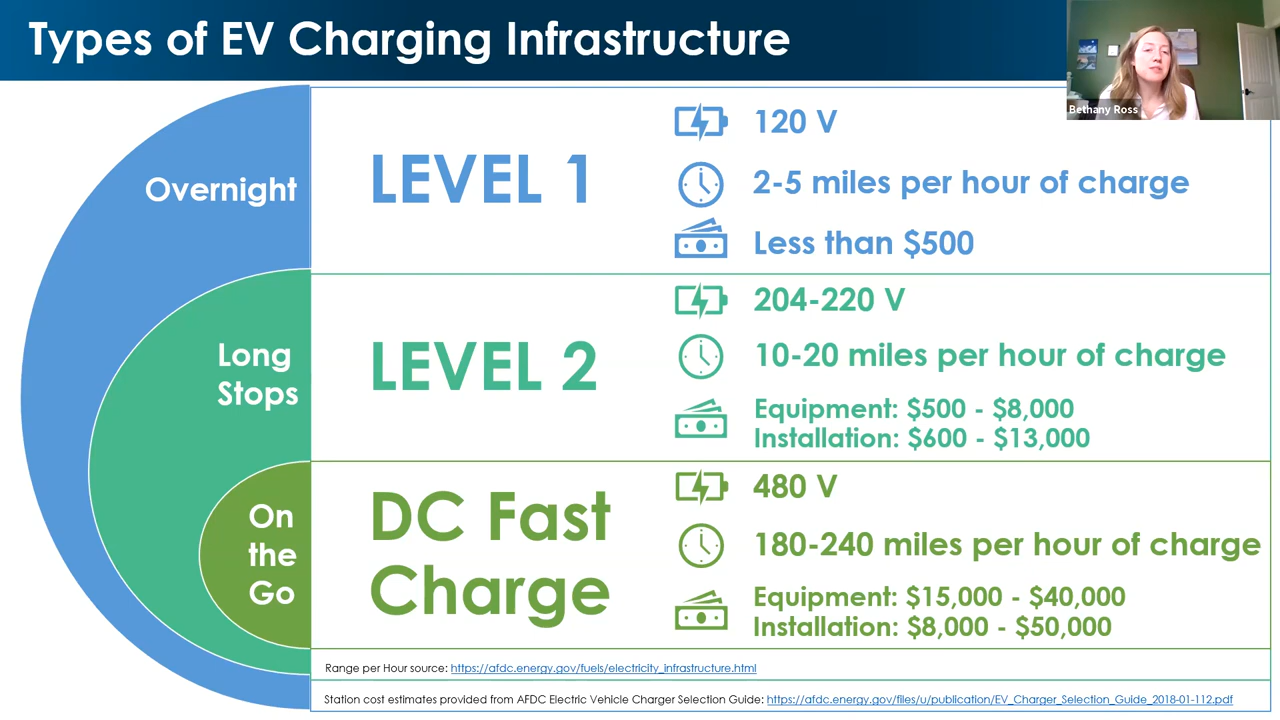 Types of EV Charging Infrastructure
Bethany Ross
Overnight
LEVEL 1
120 V
2-5 miles per hour of charge
Less than $500
Long
Stops
LEVEL 2
204-220 V
10-20 miles per hour of charge
Equipment: $500 - $8,000
Installation: $600 - $13,000
On
the
Go
DC Fast
Charge
480 V
180-240 miles per hour of charge
Equipment: $15,000 - $40,000
Installation: $8,000 - $50,000
Range per Hour source: https://afdc.energy.gov/fuels/electricity_infrastructure.html
Station cost estimates provided from AFDC Electric Vehicle Charger Selection Guide: https://afdc.energy.gov/files/u/publication/EV_Charger_Selection_Guide_2018-01-112.pdf